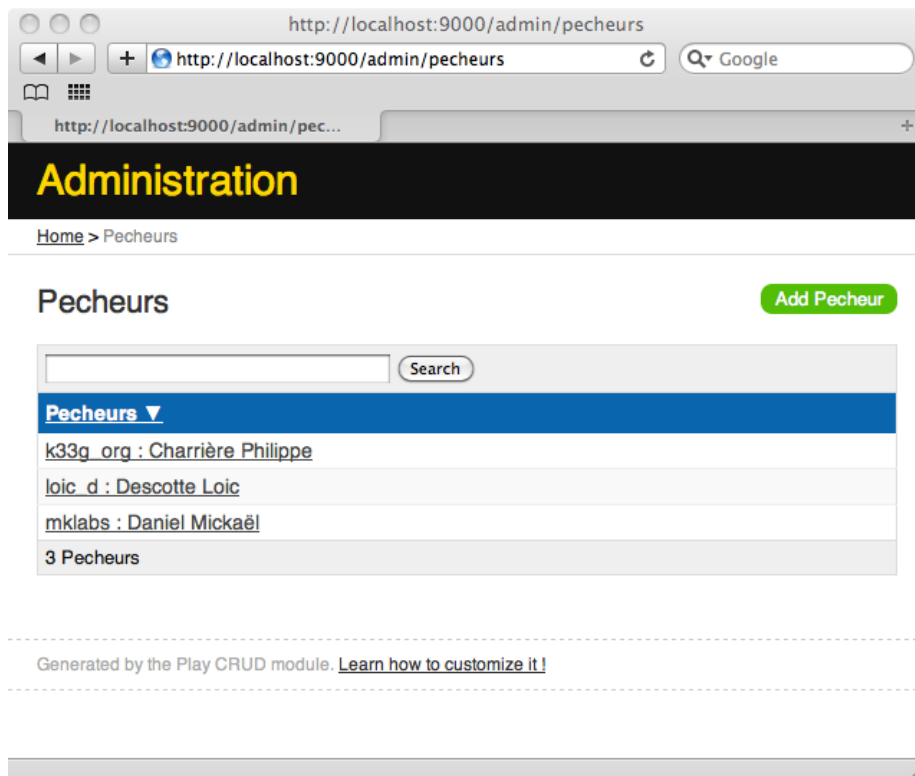 http://localhost:9000/admin/pecheurs
http://localhost:9000/admin/pecheurs Google
http://localhost:9000/admin/pec...
Administration
Home > Pecheurs
Pecheurs
Add Pecheur
Search
Pecheurs ▼
k33g_org : Charrière Philippe
loic_d : Descotte Loic
mklabs : Daniel Mickaël
3 Pecheurs
Generated by the Play CRUD module. Learn how to customize it !